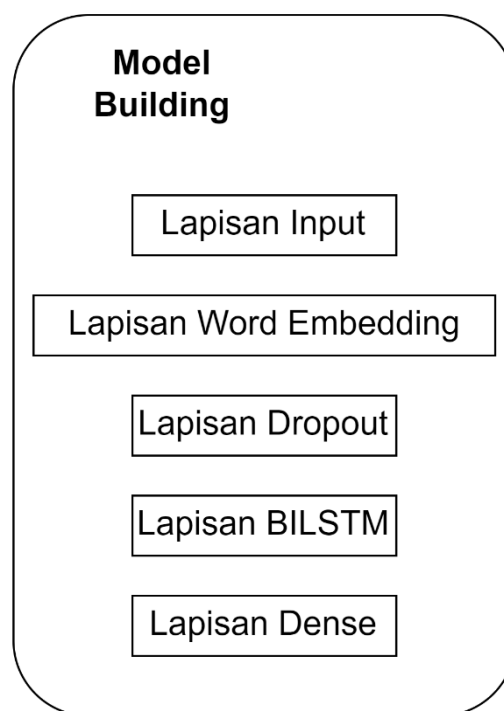 Model
Building
Lapisan Input
Lapisan Word Embedding
Lapisan Dropout
Lapisan BILSTM
Lapisan Dense